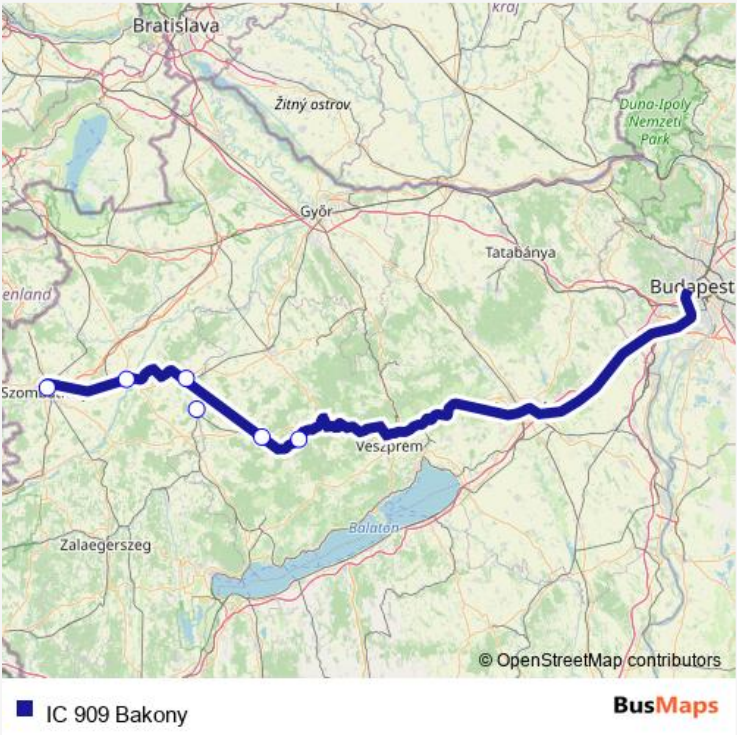 kraj
Bratislava
Žitný ostrov
Duna-Ipoly
Nemzeti
Park
Győr
Tatabánya
Budapest
enland
Veszprém
Balaton
Zalaegerszeg
© OpenStreetMap contributors
IC 909 Bakony
BusMaps